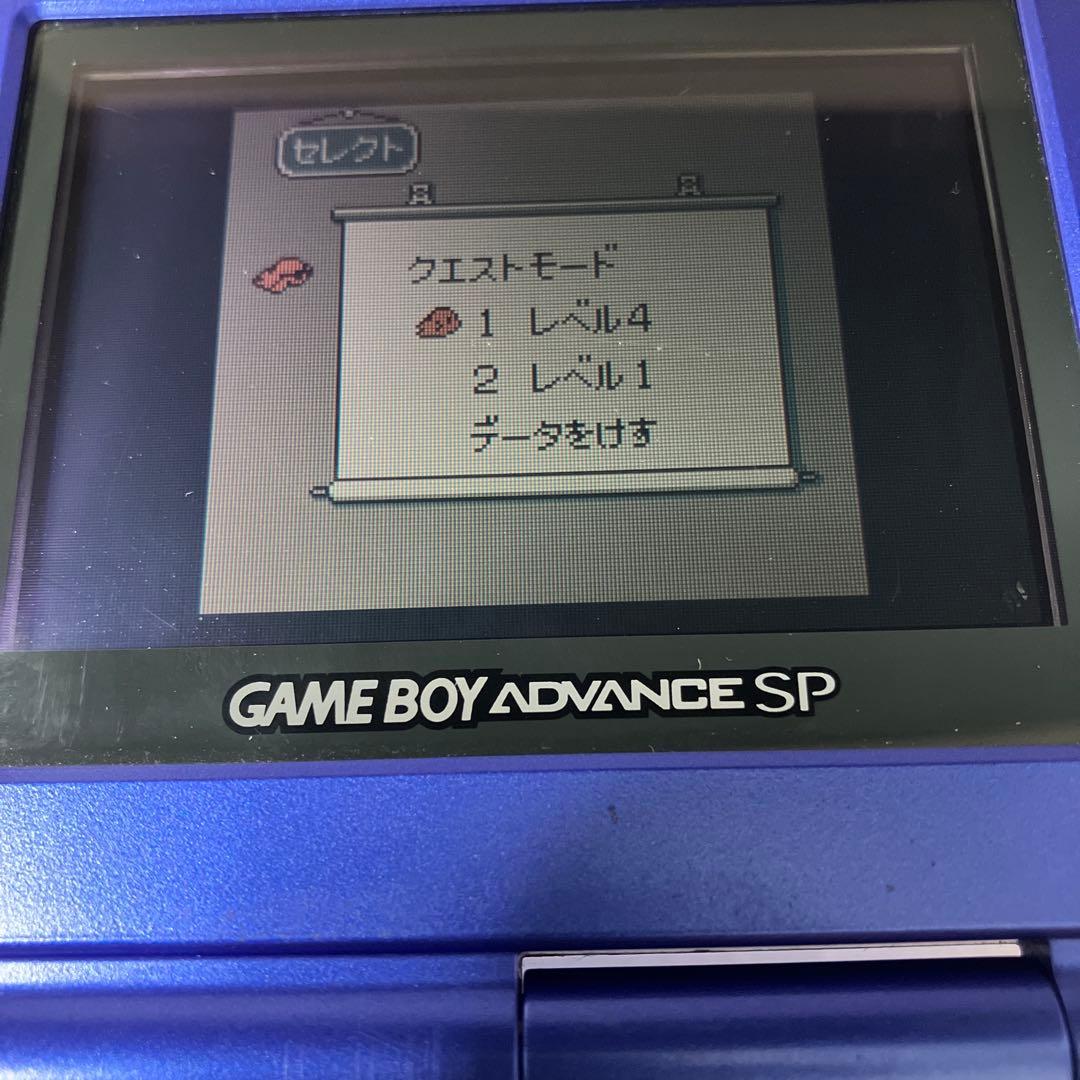 セレクト
クエストモード
1 レベル4
2 レベル1
データをけす
GAME BOY ADVANCE SP